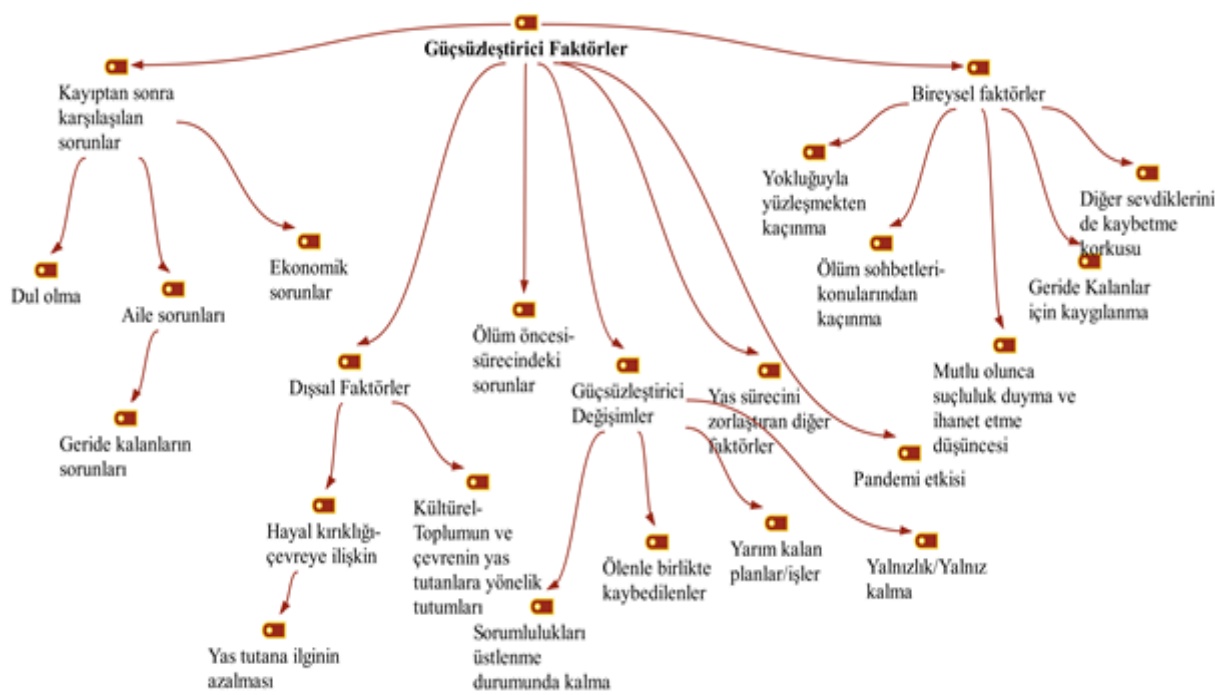 Güçsüzleştirici Faktörler
Kayıptan sonra
karşılaşılan
sorunlar
Bireysel faktörler
Yokluğuyla
yüzleşmekten
kaçınma
Diğer sevdiklerini
de kaybetme
korkusu
Ölüm sohbetleri-
konularından
kaçınma
Geride Kalanlar
için kaygılanma
Dul olma
Aile sorunları
Ekonomik
sorunlar
Ölüm öncesi-
sürecindeki
sorunlar
Mutlu olunca
suçluluk duyma ve
ihanet etme
düşüncesi
Dışsal Faktörler
Güçsüzleştirici
Değişimler
Yas sürecini
zorlaştıran diğer
faktörler
Geride kalanların
sorunları
Pandemi etkisi
Hayal kırıklığı-
çevreye ilişkin
Kültürel-
Toplumun ve
çevrenin yas
tutanlara yönelik
tutumları
Ölenle birlikte
kaybedilenler
Yarım kalan
planlar/işler
Yalnızlık/Yalnız
kalma
Yas tutana ilginin
azalması
Sorumlulukları
üstlenme
durumunda kalma